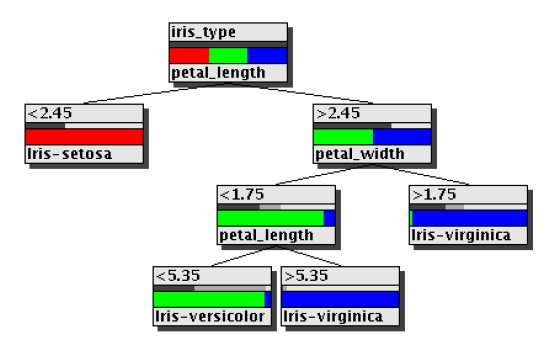 iris_type
petal_length
<2.45
Iris-setosa
>2.45
petal_width
<1.75
petal_length
>1.75
Iris-virginica
<5.35
Iris-versicolor
>5.35
Iris-virginica